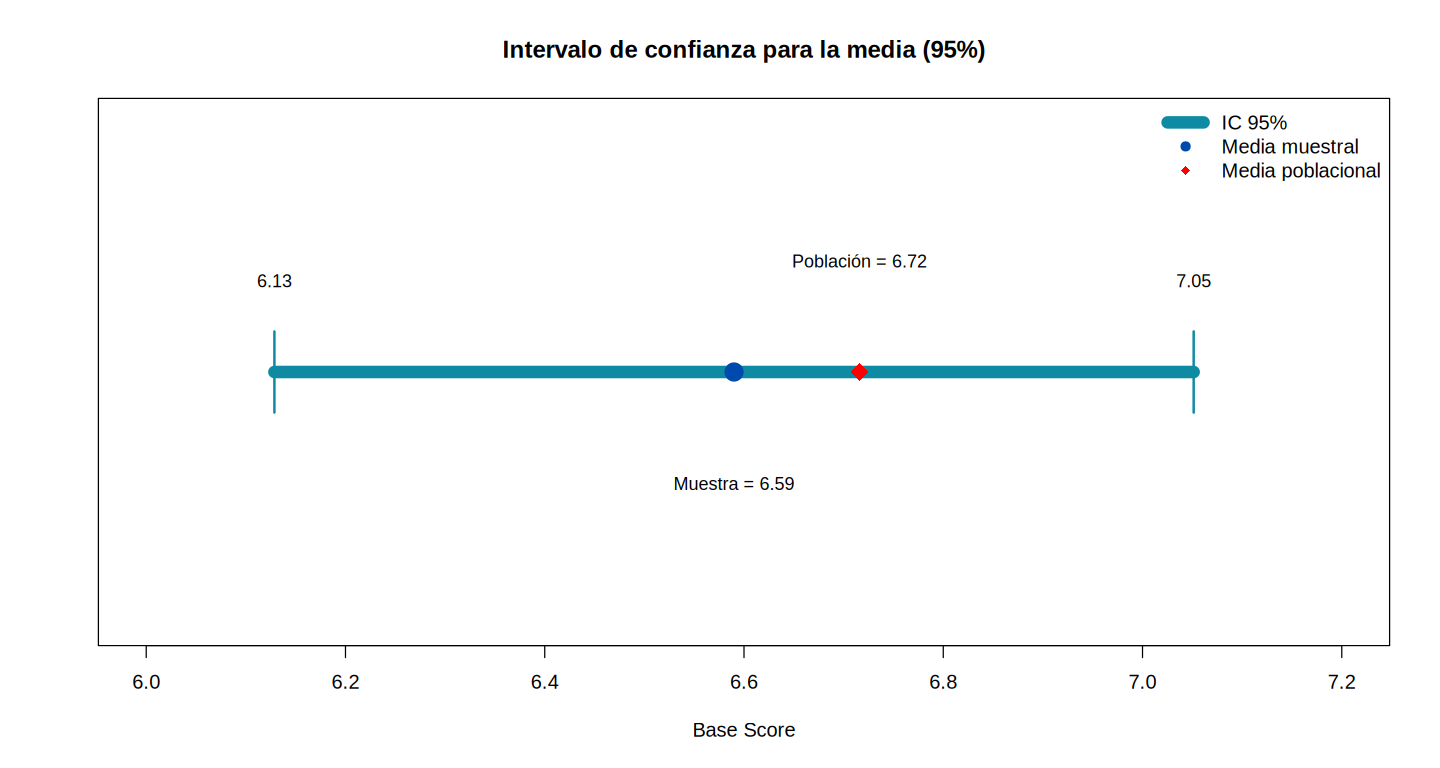 Intervalo de confianza para la media (95%)
IC 95%
Media muestral
Media poblacional
Población = 6.72
6.13
7.05
Muestra = 6.59
6.0 6.2 6.4 6.6 6.8 7.0 7.2
Base Score